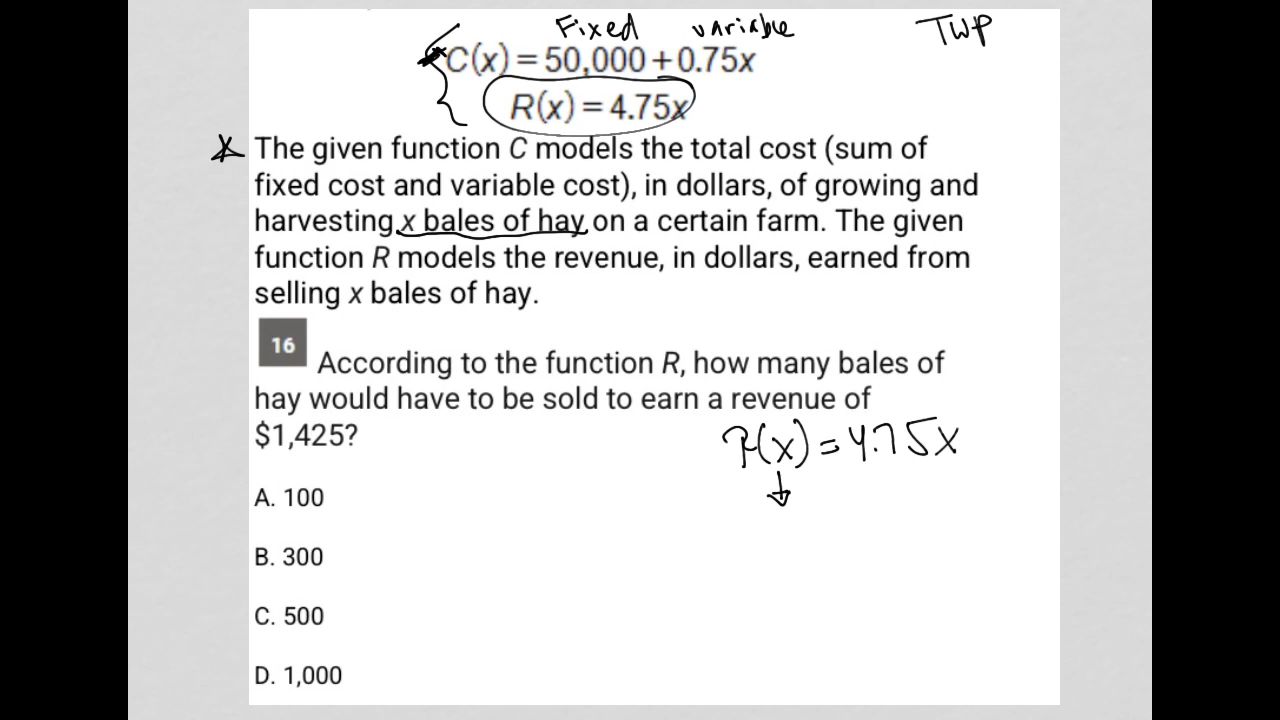 Fixed variable TWP
C(x) = 50,000 + 0.75x
R(x) = 4.75x
The given function C models the total cost (sum of
fixed cost and variable cost), in dollars, of growing and
harvesting x bales of hay on a certain farm. The given
function R models the revenue, in dollars, earned from
selling x bales of hay.
16
According to the function R, how many bales of
hay would have to be sold to earn a revenue of
$1,425?
R(x) = 4.75x
A. 100
B. 300
C. 500
D. 1,000